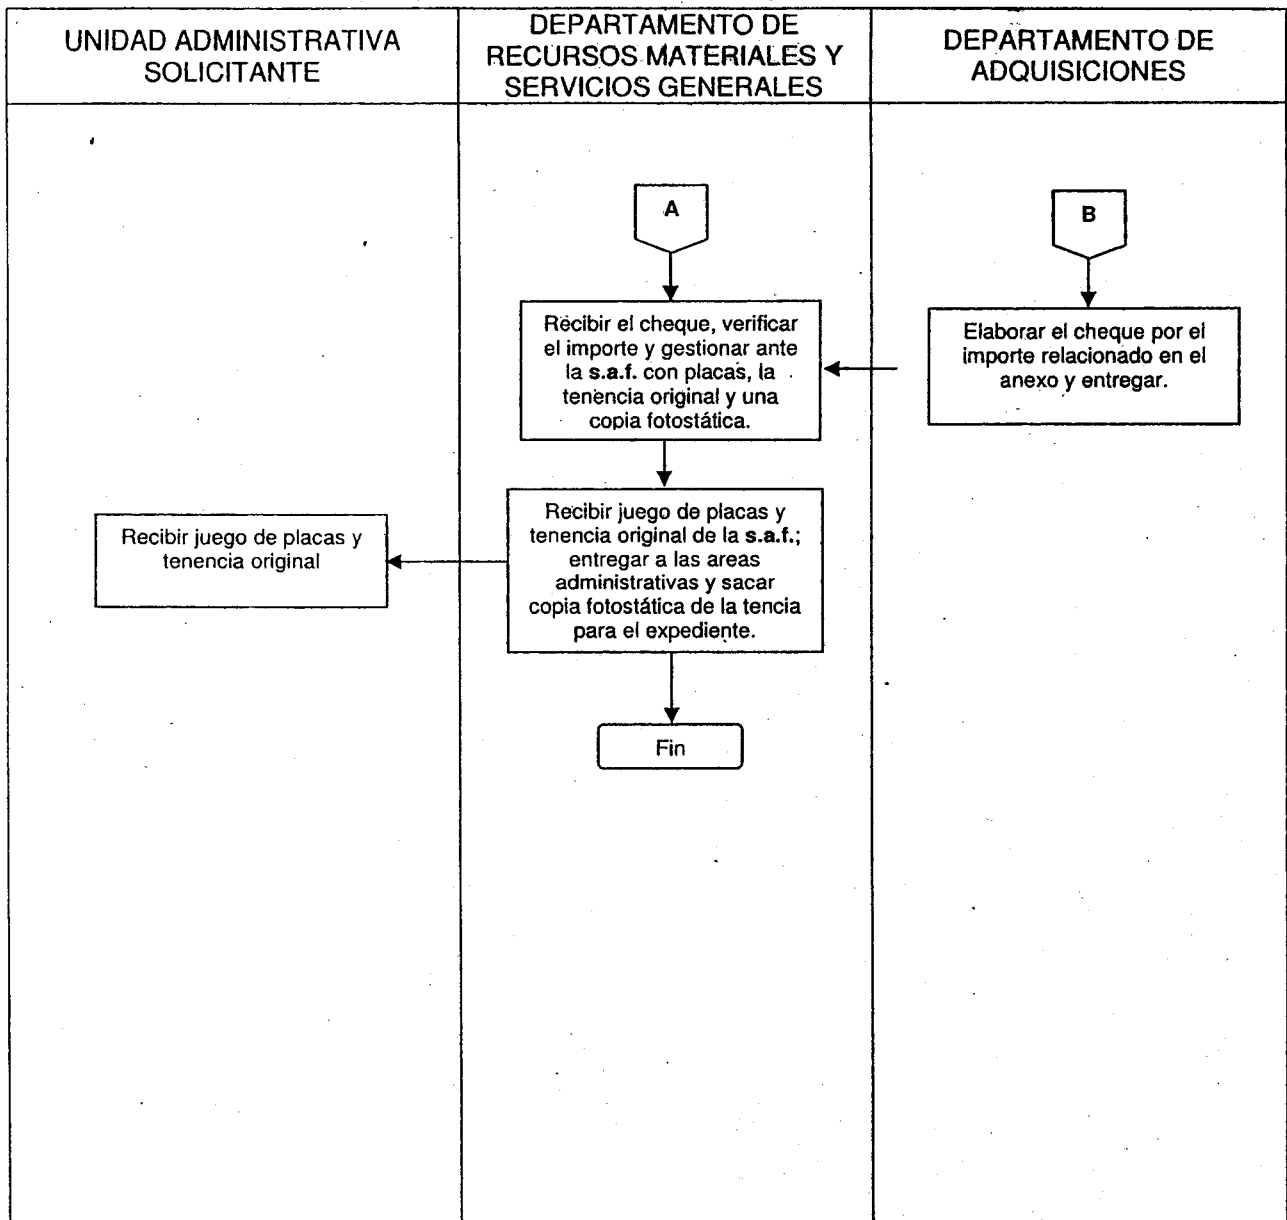 UNIDAD ADMINISTRATIVA
SOLICITANTE
DEPARTAMENTO DE
RECURSOS MATERIALES Y
SERVICIOS GENERALES
DEPARTAMENTO DE
ADQUISICIONES
A
B
Recibir el cheque, verificar
el importe y gestionar ante
la s.a.f. con placas, la
tenencia original y una
copia fotostática.
Elaborar el cheque por el
importe relacionado en el
anexo y entregar.
Recibir juego de placas y
tenencia original
Recibir juego de placas y
tenencia original de la s.a.f.;
entregar a las areas
administrativas y sacar
copia fotostática de la tencia
para el expediente.
Fin